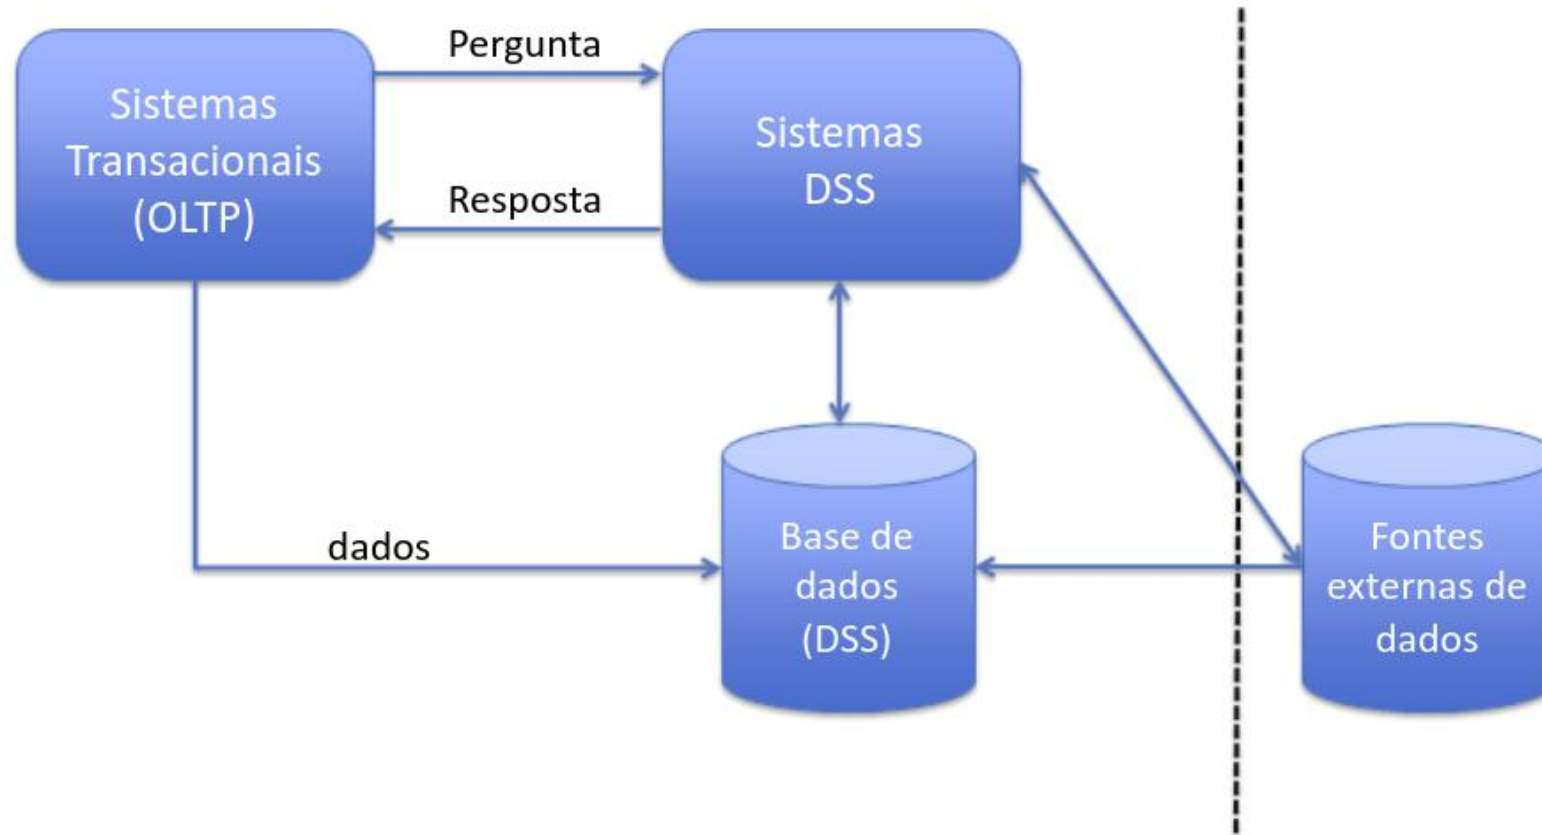 Pergunta
Sistemas
Transacionais
(OLTP)
Sistemas
DSS
Resposta
dados
Base de
dados
(DSS)
Fontes
externas de
dados